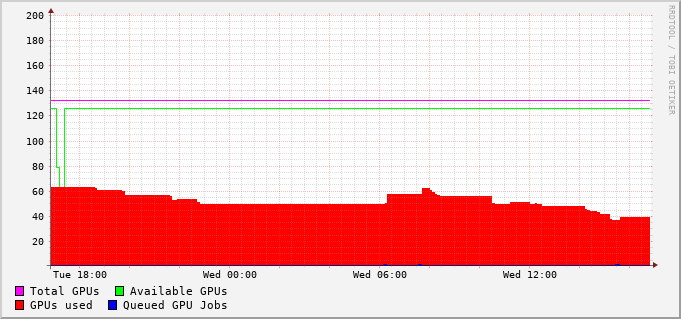 200
180
160
140
120
100
80
60
40
20
Tue 18:00 Wed 00:00 Wed 06:00 Wed 12:00
Total GPUs Available GPUs
GPUs used Queued GPU Jobs
RRDTOOL / TOBI OETIKER